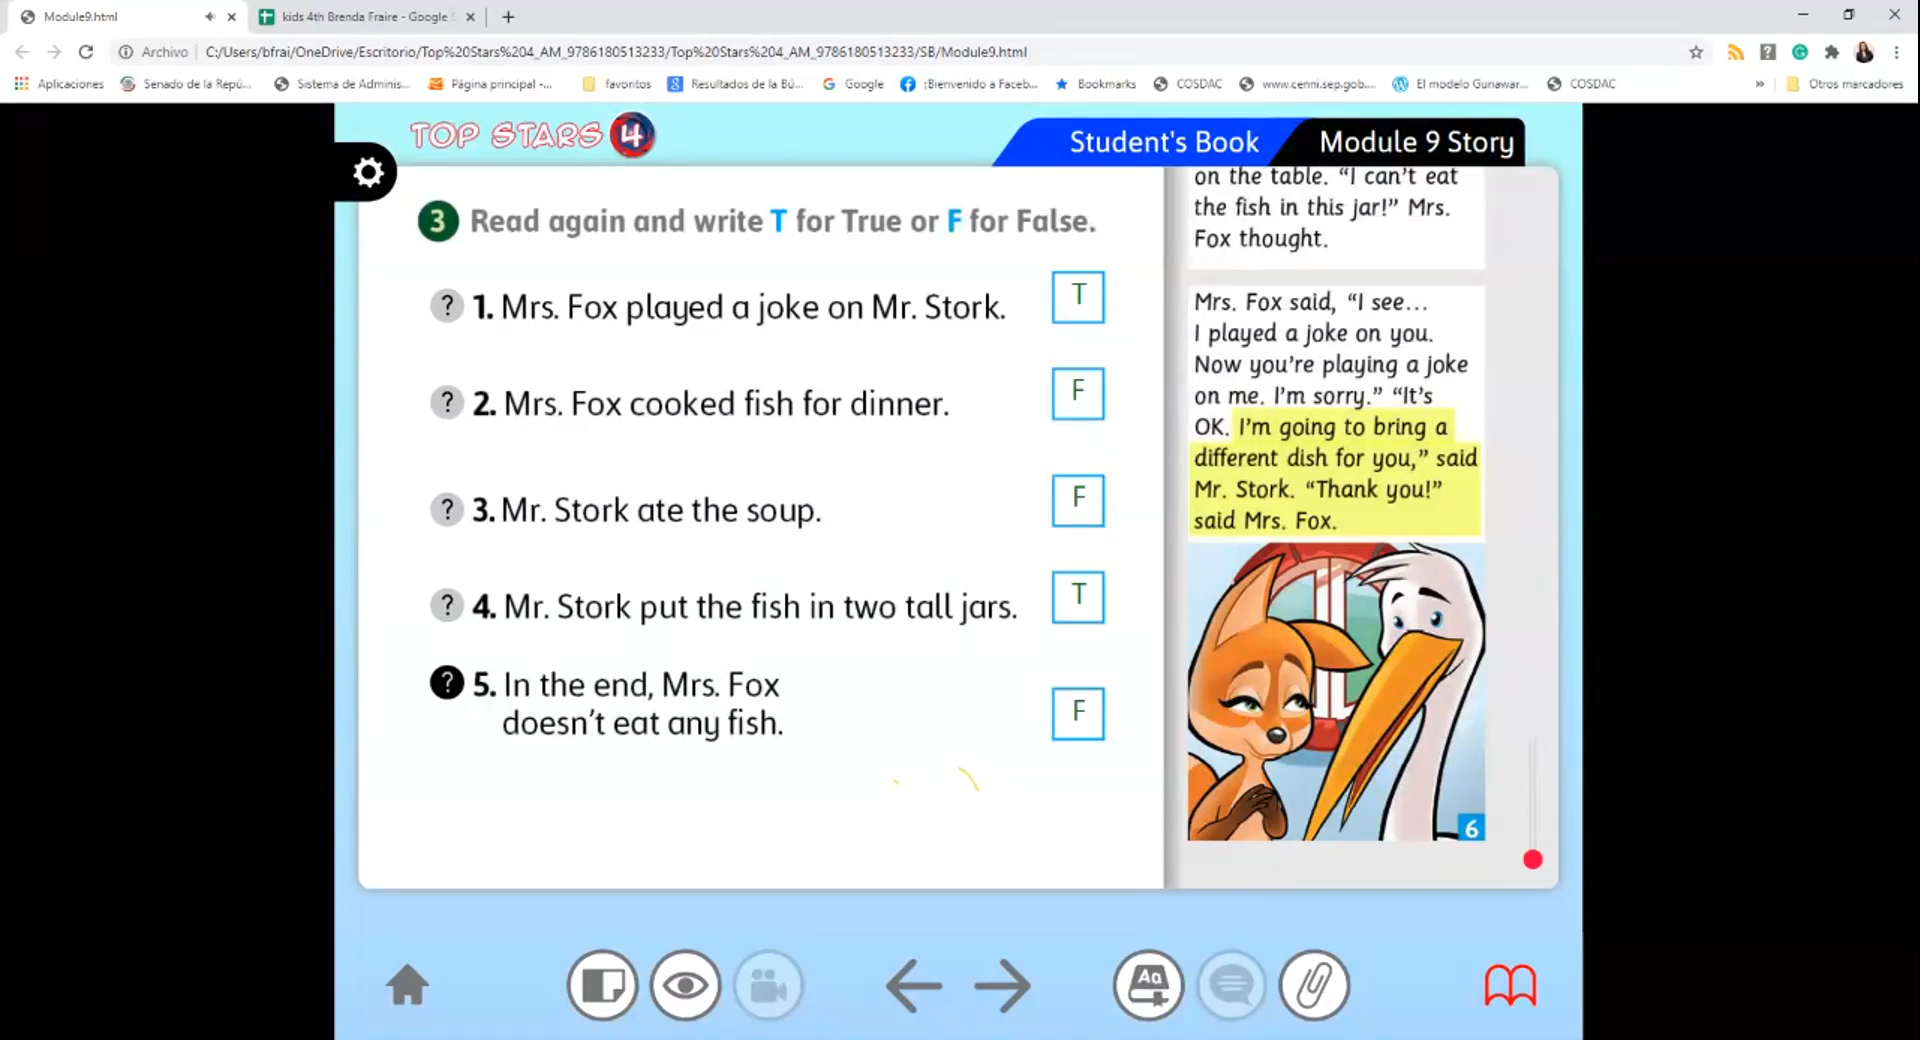 Module9.html
kids 4th Brenda Fraire - Google S
Archivo
C:/Users/bfrai/OneDrive/Escritorio/Top%20Stars%204_AM_9786180513233/Top%20Stars%204_AM_9786180513233/SB/Module9.html
Aplicaciones
Senado de la Repú...
Sistema de Adminis...
Página principal -...
favoritos
Resultados de la Bú...
Google
¡Bienvenido a Faceb...
Bookmarks
COSDAC
www.cenni.sep.gob....
El modelo Gunawar...
COSDAC
»
Otros marcadores
TOP STARS 4
Student's Book
Module 9 Story
3 Read again and write T for True or F for False.
? 1. Mrs. Fox played a joke on Mr. Stork. T
? 2. Mrs. Fox cooked fish for dinner. F
? 3. Mr. Stork ate the soup. F
? 4. Mr. Stork put the fish in two tall jars. T
? 5. In the end, Mrs. Fox
doesn't eat any fish. F
on the table. “I can't eat
the fish in this jar!” Mrs.
Fox thought.
Mrs. Fox said, “I see...
I played a joke on you.
Now you're playing a joke
on me. I'm sorry.” “It's
OK. I'm going to bring a
different dish for you,” said
Mr. Stork. “Thank you!”
said Mrs. Fox.
6
Aa